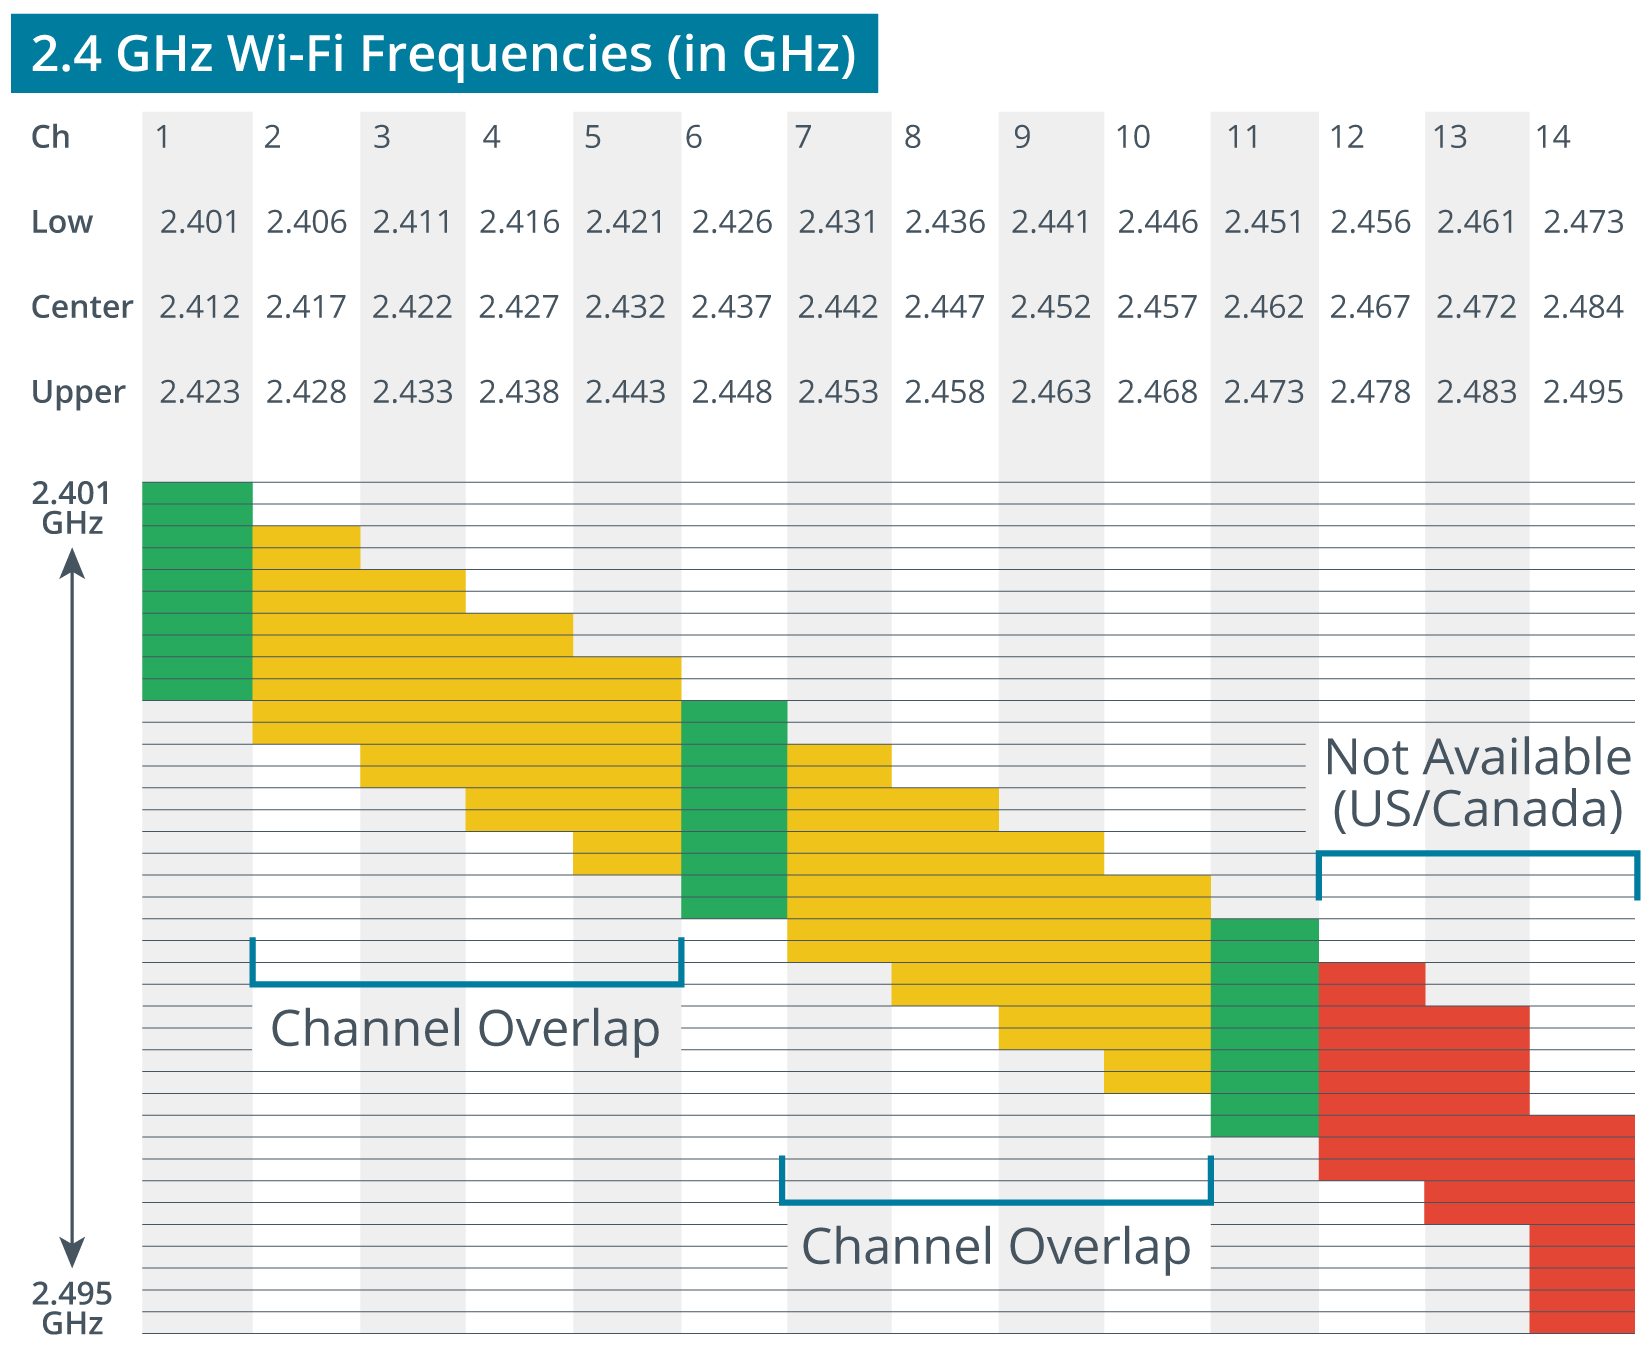 2.4 GHz Wi-Fi Frequencies (in GHz)
Ch 1 2 3 4 5 6 7 8 9 10 11 12 13 14
Low 2.401 2.406 2.411 2.416 2.421 2.426 2.431 2.436 2.441 2.446 2.451 2.456 2.461 2.473
Center 2.412 2.417 2.422 2.427 2.432 2.437 2.442 2.447 2.452 2.457 2.462 2.467 2.472 2.484
Upper 2.423 2.428 2.433 2.438 2.443 2.448 2.453 2.458 2.463 2.468 2.473 2.478 2.483 2.495
2.401
GHz
Not Available
(US/Canada)
Channel Overlap
Channel Overlap
2.495
GHz